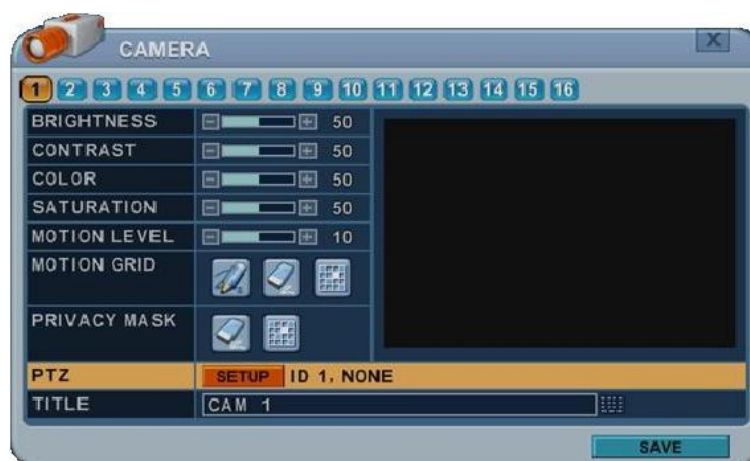 CAMERA X
1 2 3 4 5 6 7 8 9 10 11 12 13 14 15 16
BRIGHTNESS 50
CONTRAST 50
COLOR 50
SATURATION 50
MOTION LEVEL 10
MOTION GRID
PRIVACY MASK
PTZ SETUP ID 1, NONE
TITLE CAM 1
SAVE